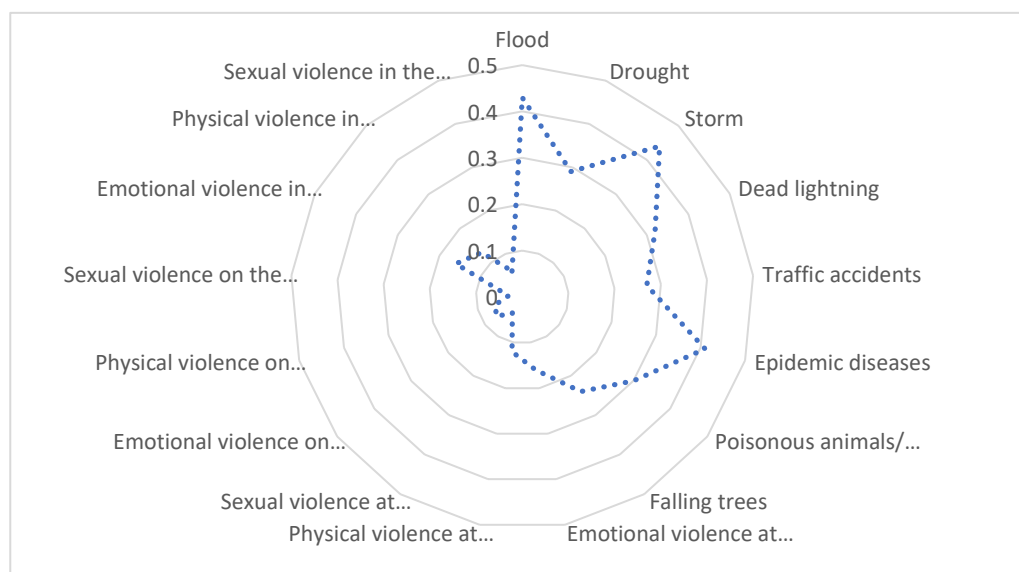 Flood
Drought
Storm
Dead lightning
Traffic accidents
Epidemic diseases
Poisonous animals/...
Falling trees
Emotional violence at...
Physical violence at...
Sexual violence at...
Emotional violence on...
Physical violence on...
Sexual violence on the...
Emotional violence in...
Physical violence in...
Sexual violence in the...
0.5
0.4
0.3
0.2
0.1
0